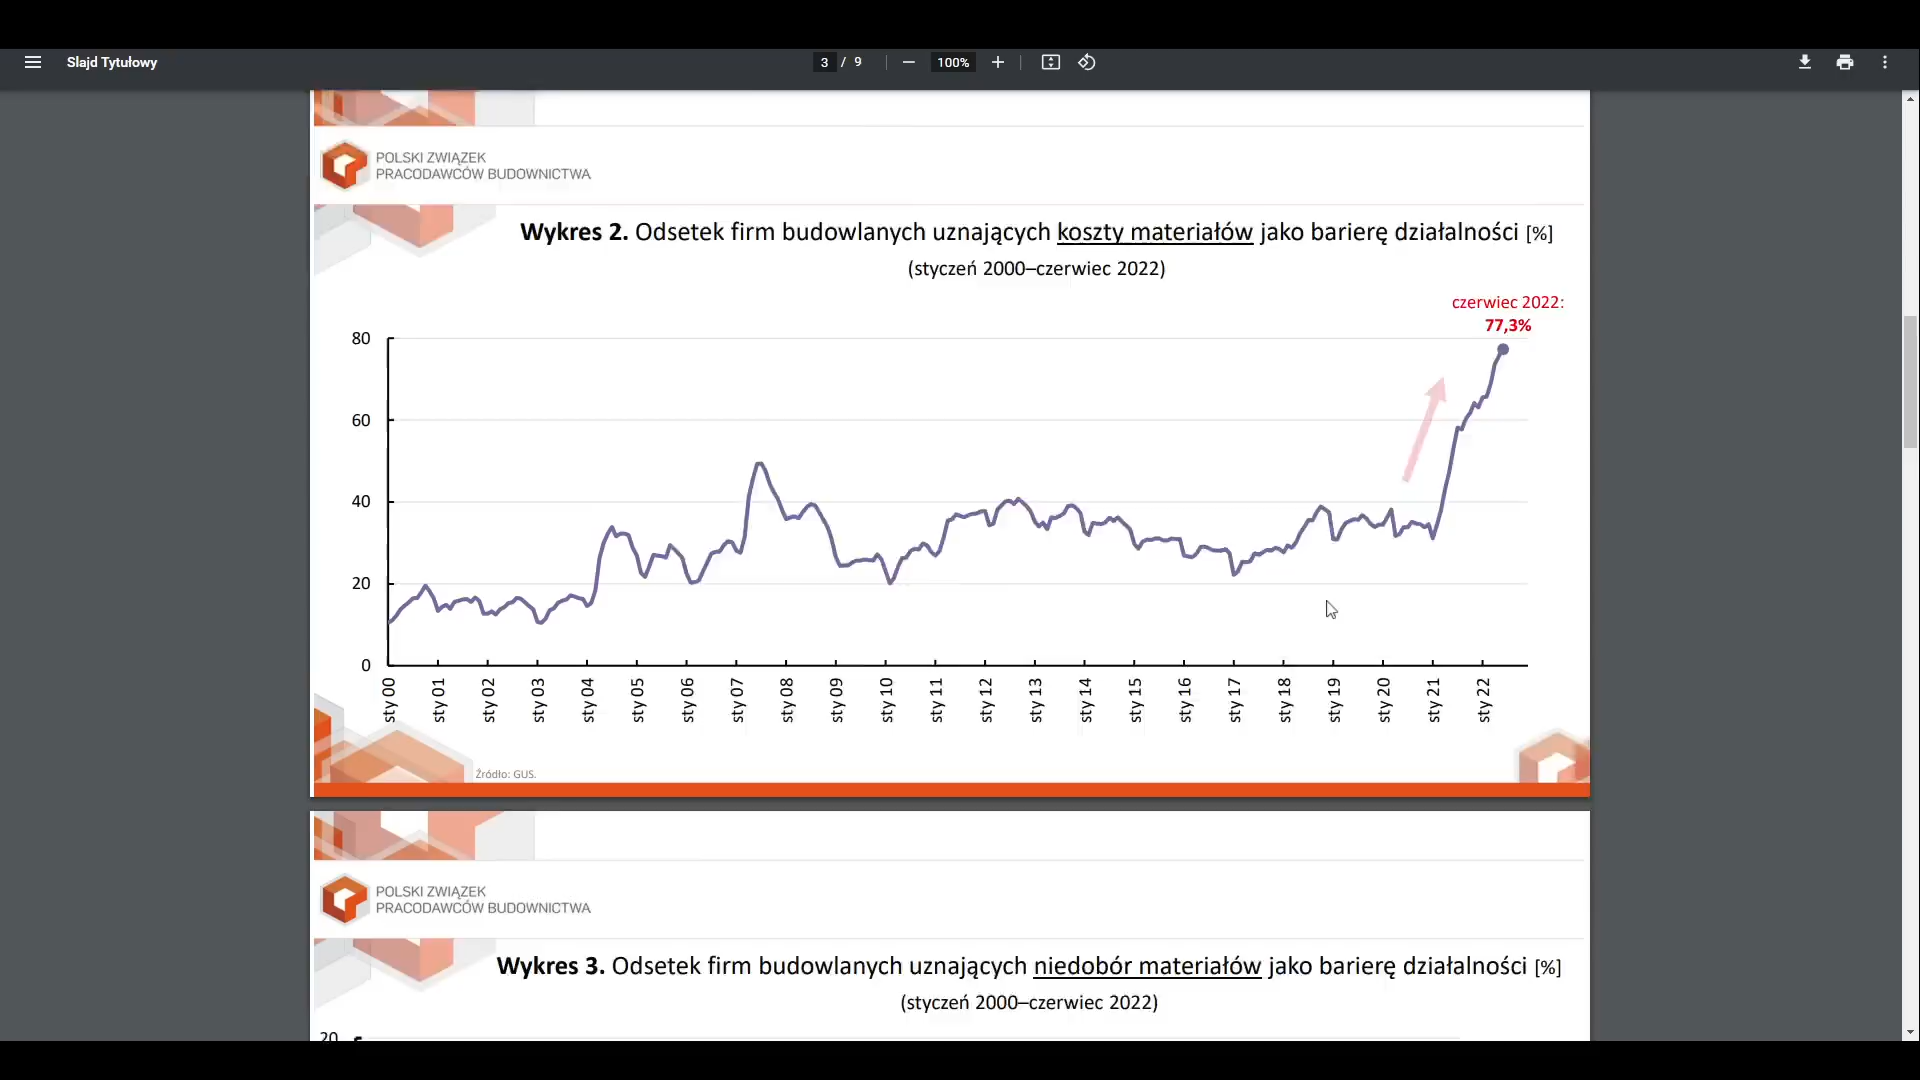 Slajd Tytułowy
3 / 9
100%
POLSKI ZWIĄZEK
PRACODAWCÓW BUDOWNICTWA
Wykres 2. Odsetek firm budowlanych uznających koszty materiałów jako barierę działalności [%]
(styczeń 2000–czerwiec 2022)
czerwiec 2022:
77,3%
80
60
40
20
0
sty 00
sty 01
sty 02
sty 03
sty 04
sty 05
sty 06
sty 07
sty 08
sty 09
sty 10
sty 11
sty 12
sty 13
sty 14
sty 15
sty 16
sty 17
sty 18
sty 19
sty 20
sty 21
sty 22
Źródło: GUS.
POLSKI ZWIĄZEK
PRACODAWCÓW BUDOWNICTWA
Wykres 3. Odsetek firm budowlanych uznających niedobór materiałów jako barierę działalności [%]
(styczeń 2000–czerwiec 2022)
20